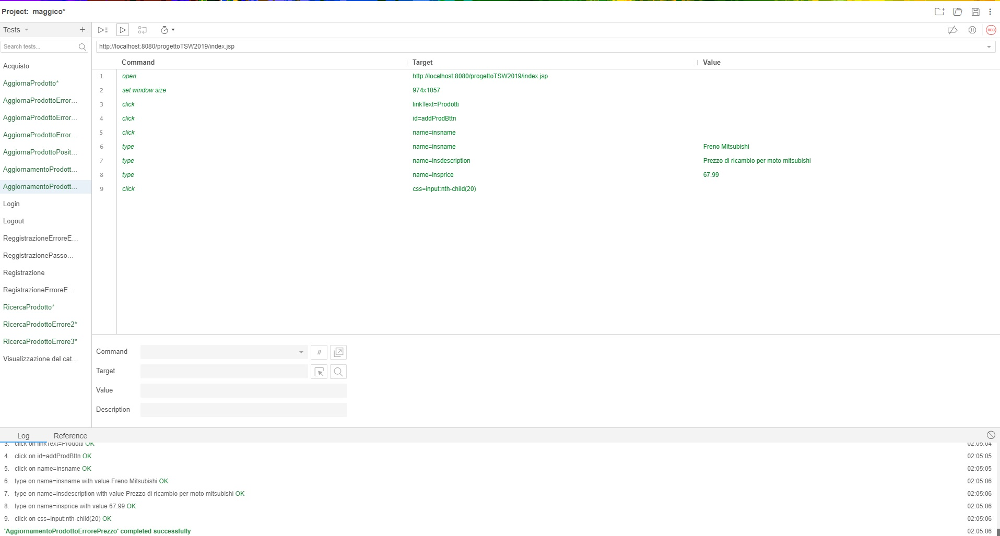 Project: maggico*
Tests
+
Search tests...
Acquisto
AggiornaProdotto*
AggiornaProdottoError...
AggiornaProdottoError...
AggiornaProdottoError...
AggiornaProdottoPosit...
AggiornamentoProdott...
AggiornamentoProdott...
Login
Logout
ReggistrazioneErroreE...
ReggistrazionePasso...
Registrazione
RegistrazioneErroreE...
RicercaProdotto*
RicercaProdottoErrore2*
RicercaProdottoErrore3*
Visualizzazione del cat...
REC
http://localhost:8080/progettoTSW2019/index.jsp
Command Target Value
1 open http://localhost:8080/progettoTSW2019/index.jsp
2 set window size 974x1057
3 click linkText=Prodotti
4 click id=addProdBttn
5 click name=insname
6 type name=insname Freno Mitsubishi
7 type name=insdescription Prezzo di ricambio per moto mitsubishi
8 type name=insprice 67.99
9 click css=input:nth-child(20)
Command //
Target
Value
Description
Log Reference
3. click on linkText=Prodotti OK 02:05:04
4. click on id=addProdBttn OK 02:05:05
5. click on name=insname OK 02:05:05
6. type on name=insname with value Freno Mitsubishi OK 02:05:06
7. type on name=insdescription with value Prezzo di ricambio per moto mitsubishi OK 02:05:06
8. type on name=insprice with value 67.99 OK 02:05:06
9. click on css=input:nth-child(20) OK 02:05:06
'AggiornamentoProdottoErrorePrezzo' completed successfully 02:05:06